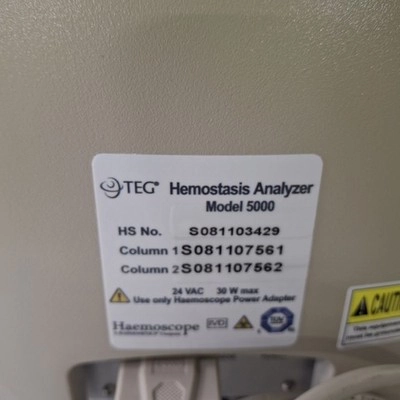 TEG® Hemostasis Analyzer
Model 5000
HS No. S081103429
Column 1 S081107561
Column 2 S081107562
24 VAC 30 W max
Use only Haemoscope Power Adapter
Haemoscope
IVD
CAUTI